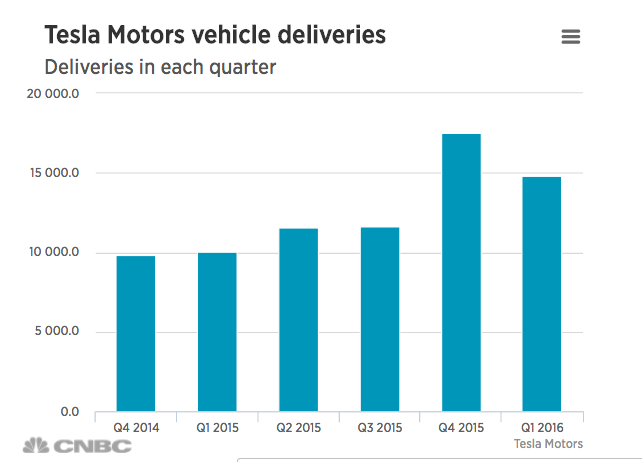 Tesla Motors vehicle deliveries
Deliveries in each quarter
20 000.0
15 000.0
10 000.0
5 000.0
0.0
Q4 2014 Q1 2015 Q2 2015 Q3 2015 Q4 2015 Q1 2016
Tesla Motors
CNBC